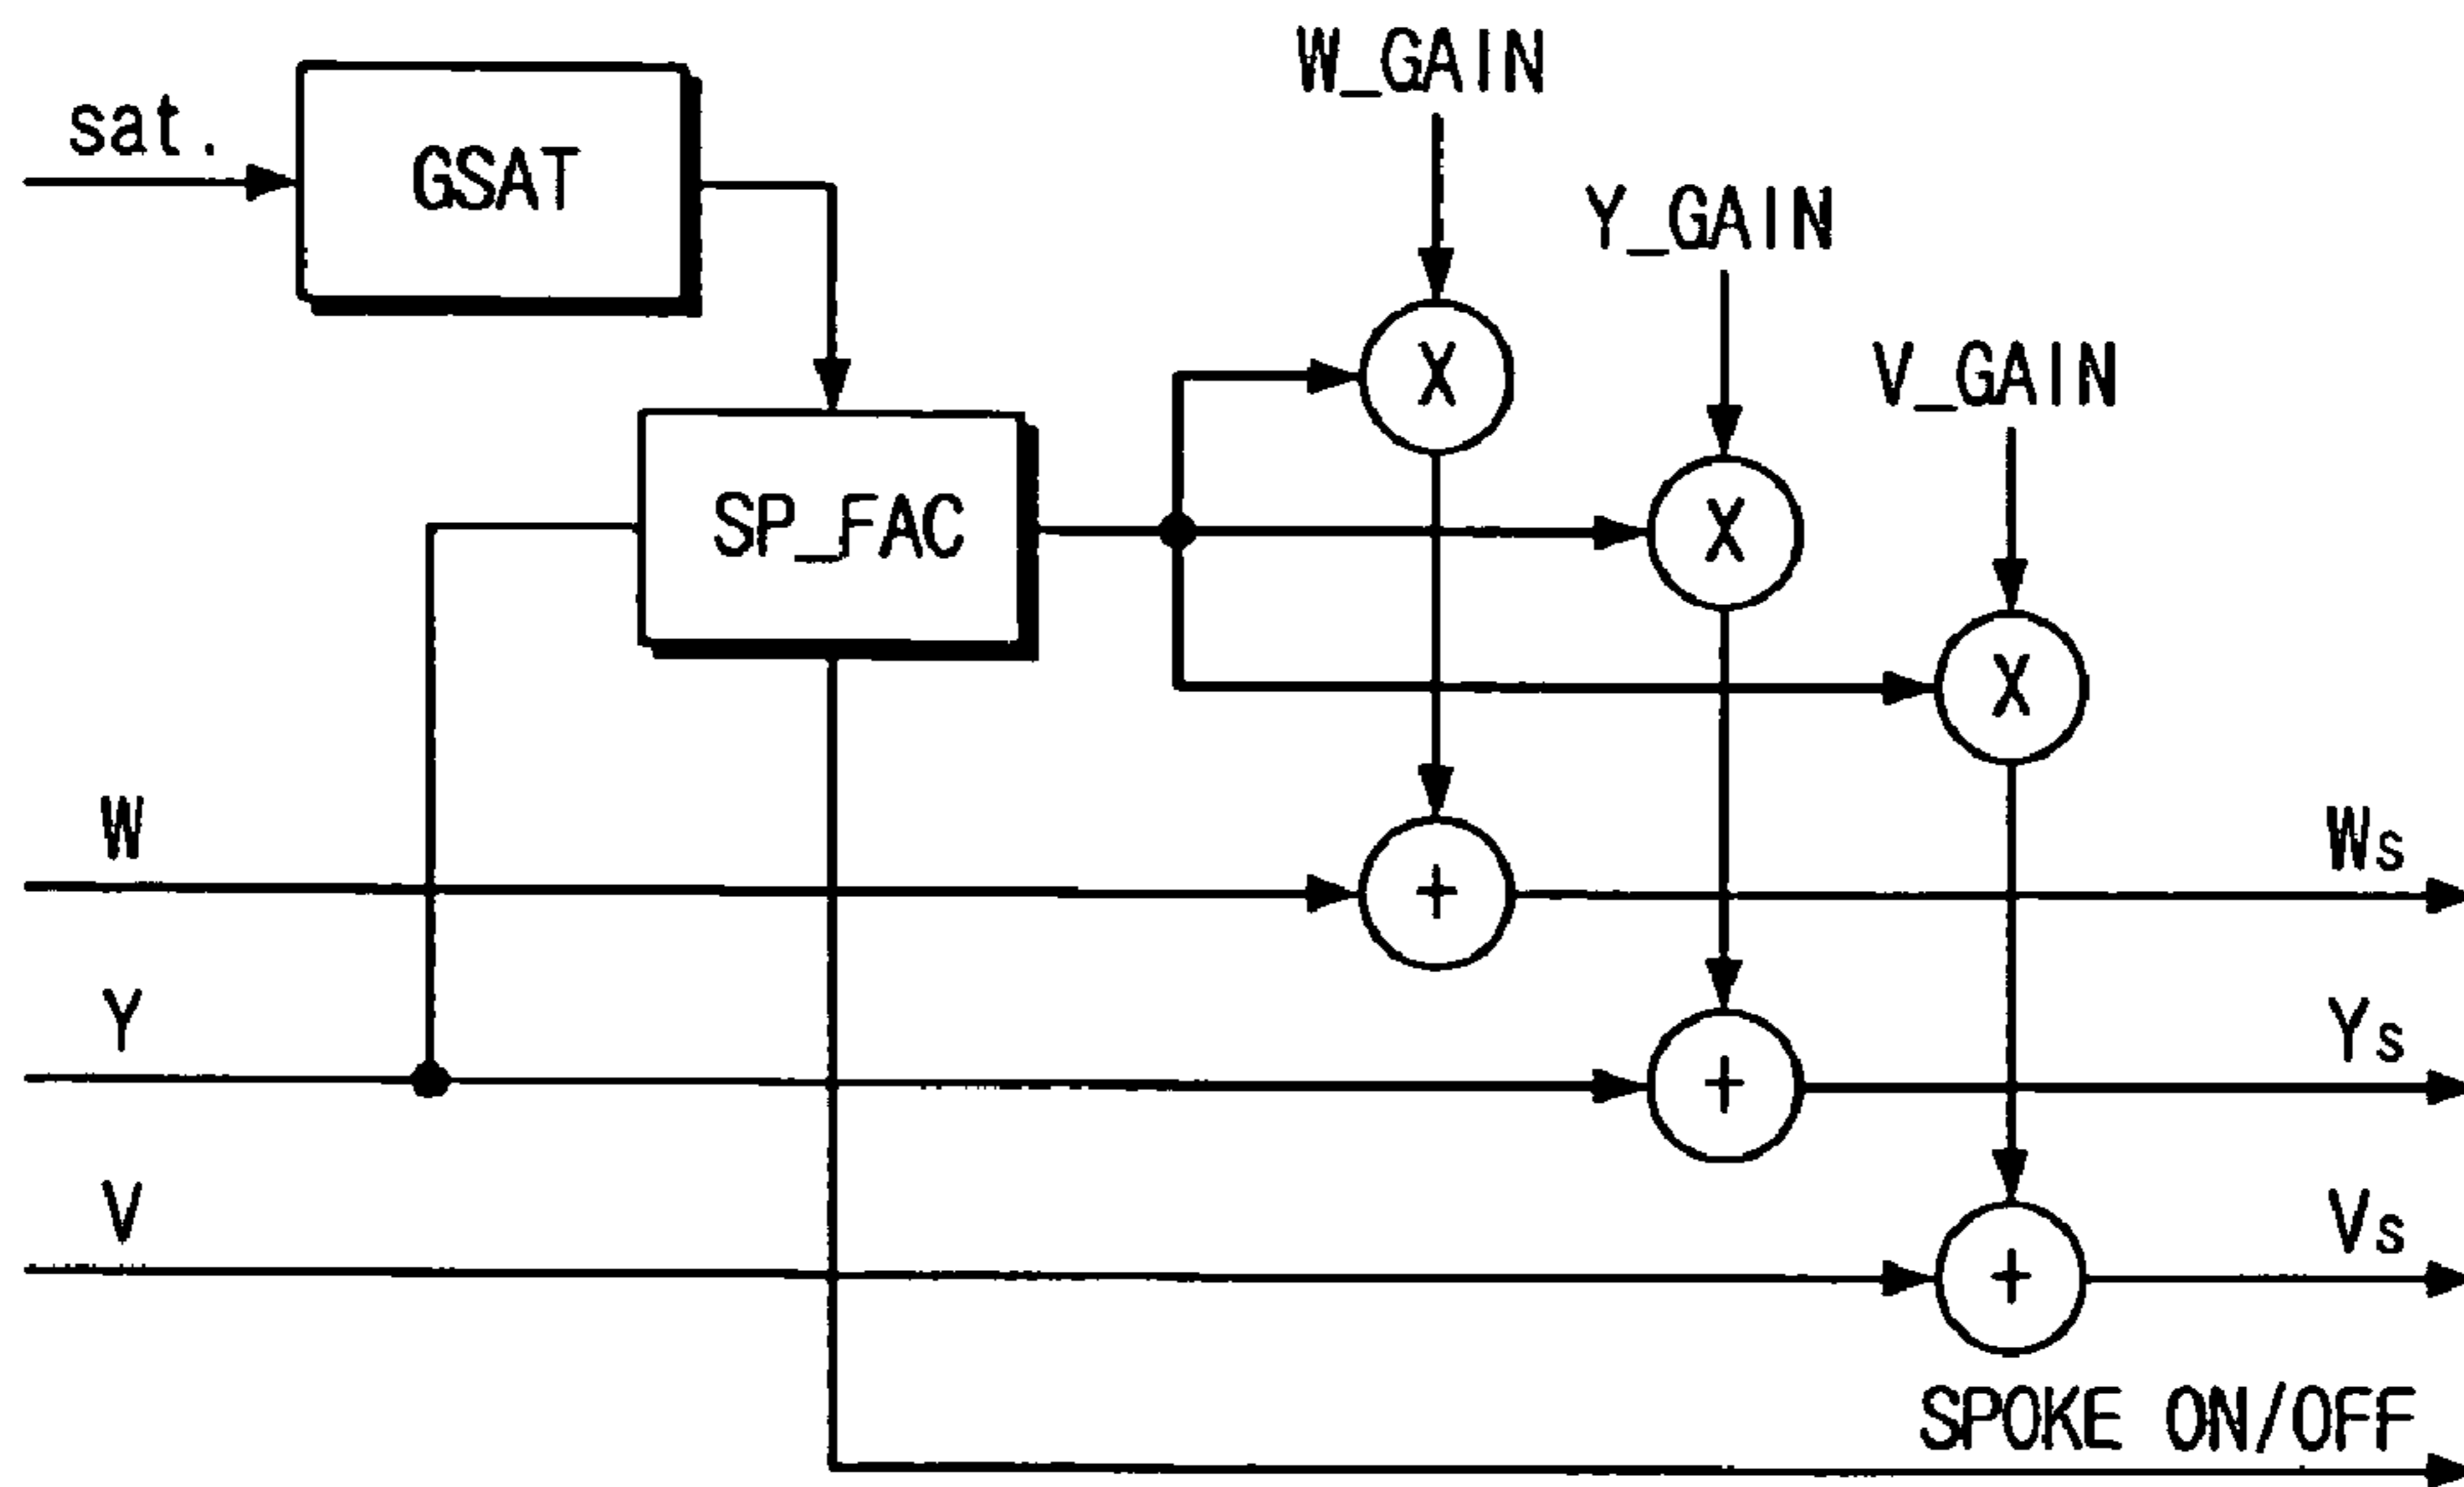 W_GAIN
sat.
GSAT
Y_GAIN
V_GAIN
X
SP_FAC
X
X
W
Ws
+
Y
Ys
+
V
Vs
+
SPOKE ON/OFF